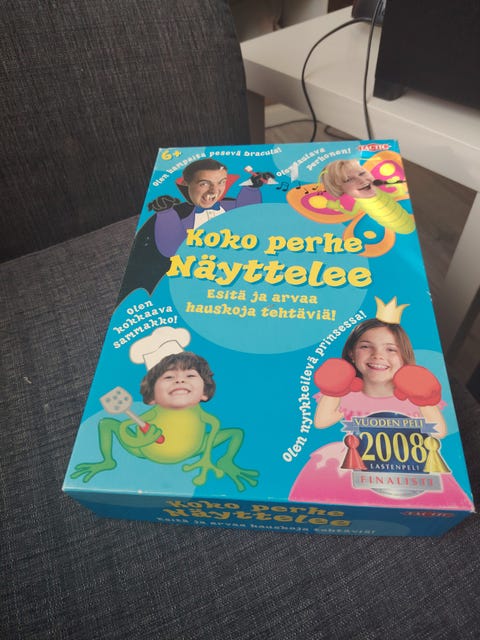 6+
Olen hampaita pesevä Dracula!
Olen laulava
perhonen!
TACTIC
Koko perhe
Näyttelee
Esitä ja arvaa
hauskoja tehtäviä!
Olen
kokkaava
sammakko!
Olen nyrkkeilevä prinsessa!
VUODEN PELI
2008
LASTENPELI
FINALISTI
Koko perhe
Näyttelee
Esitä ja arvaa hauskoja tehtäviä!
TACTIC